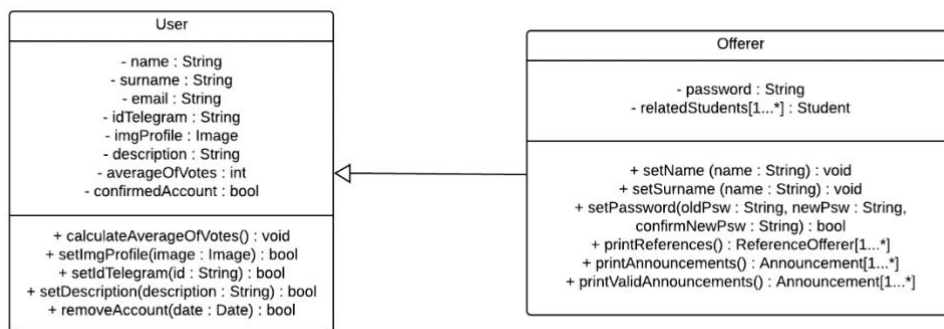 User
- name : String
- surname : String
- email : String
- idTelegram : String
- imgProfile : Image
- description : String
- averageOfVotes : int
- confirmedAccount : bool
+ calculateAverageOfVotes() : void
+ setImgProfile(image : Image) : bool
+ setIdTelegram(id : String) : bool
+ setDescription(description : String) : bool
+ removeAccount(date : Date) : bool
Offerer
- password : String
- relatedStudents[1...*] : Student
+ setName (name : String) : void
+ setSurname (name : String) : void
+ setPassword(oldPsw : String, newPsw : String,
confirmNewPsw : String) : bool
+ printReferences() : ReferenceOfferer[1...*]
+ printAnnouncements() : Announcement[1...*]
+ printValidAnnouncements() : Announcement[1...*]